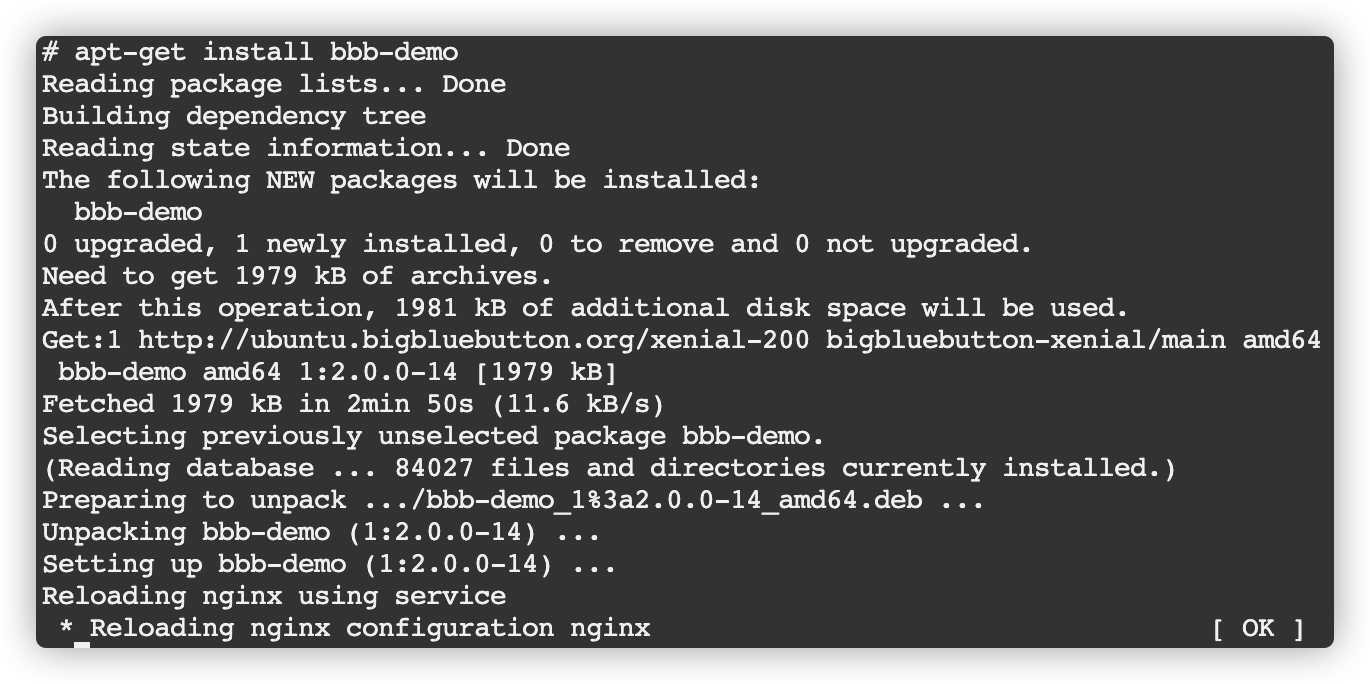 # apt-get install bbb-demo
Reading package lists... Done
Building dependency tree
Reading state information... Done
The following NEW packages will be installed:
  bbb-demo
0 upgraded, 1 newly installed, 0 to remove and 0 not upgraded.
Need to get 1979 kB of archives.
After this operation, 1981 kB of additional disk space will be used.
Get:1 http://ubuntu.bigbluebutton.org/xenial-200 bigbluebutton-xenial/main amd64
 bbb-demo amd64 1:2.0.0-14 [1979 kB]
Fetched 1979 kB in 2min 50s (11.6 kB/s)
Selecting previously unselected package bbb-demo.
(Reading database ... 84027 files and directories currently installed.)
Preparing to unpack .../bbb-demo_1%3a2.0.0-14_amd64.deb ...
Unpacking bbb-demo (1:2.0.0-14) ...
Setting up bbb-demo (1:2.0.0-14) ...
Reloading nginx using service
 * Reloading nginx configuration nginx [ OK ]